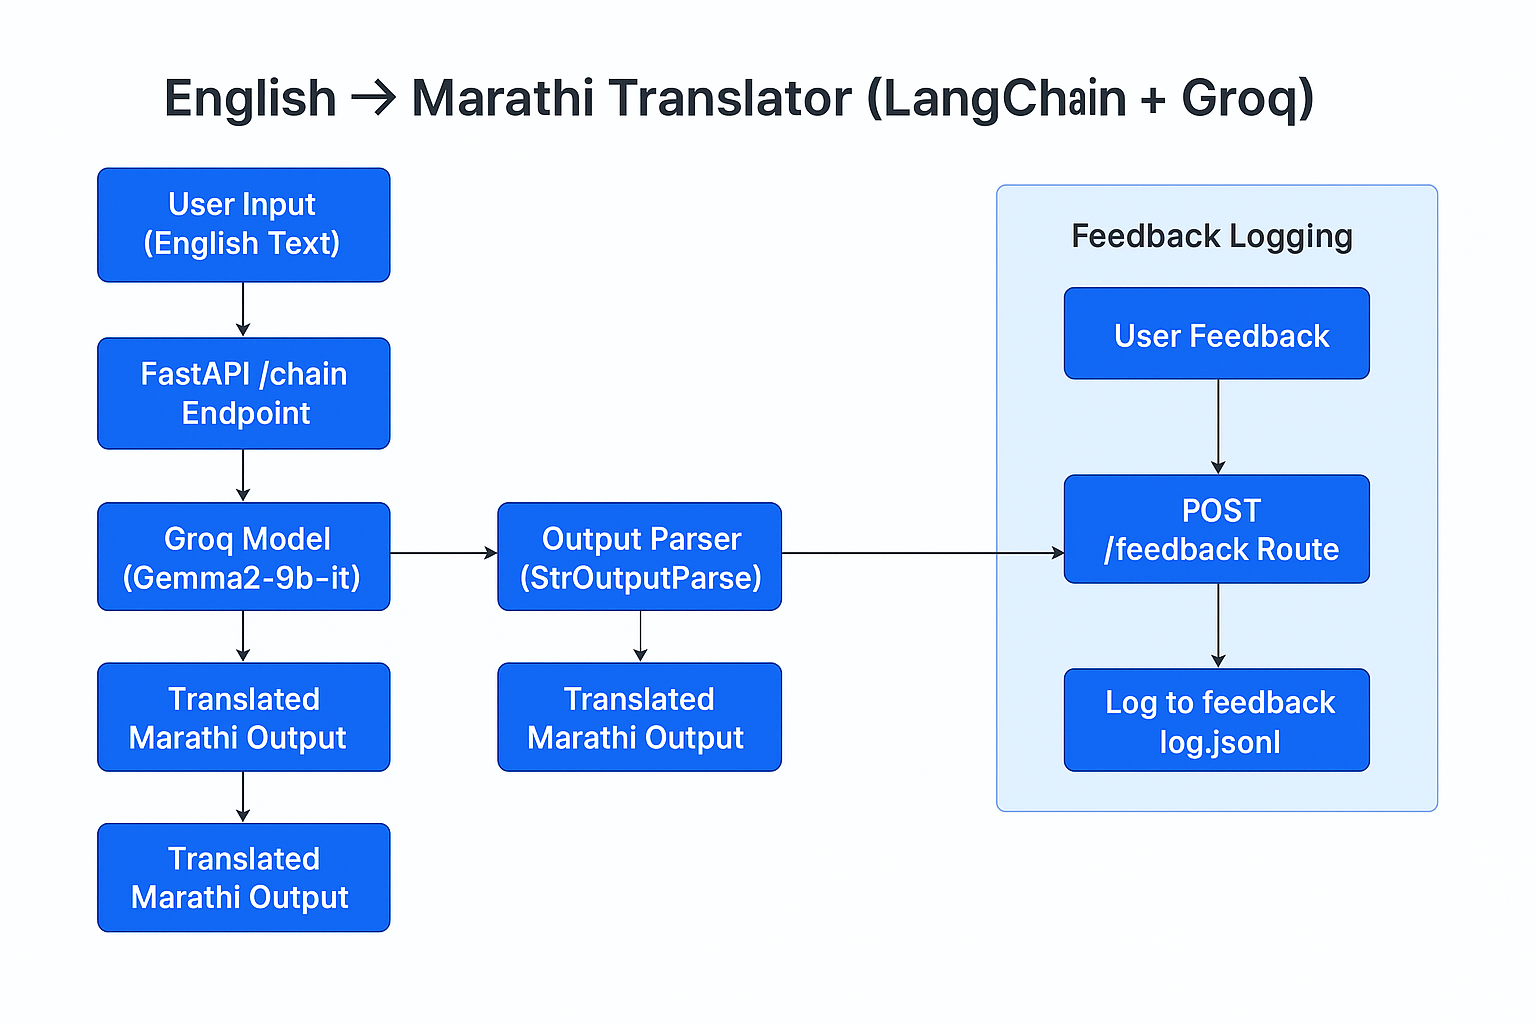 English → Marathi Translator (LangChain + Groq)
User Input
(English Text)
FastAPI /chain
Endpoint
Groq Model
(Gemma2-9b-it)
Translated
Marathi Output
Translated
Marathi Output
Output Parser
(StrOutputParse)
Translated
Marathi Output
Feedback Logging
User Feedback
POST
/feedback Route
Log to feedback
log.jsonl